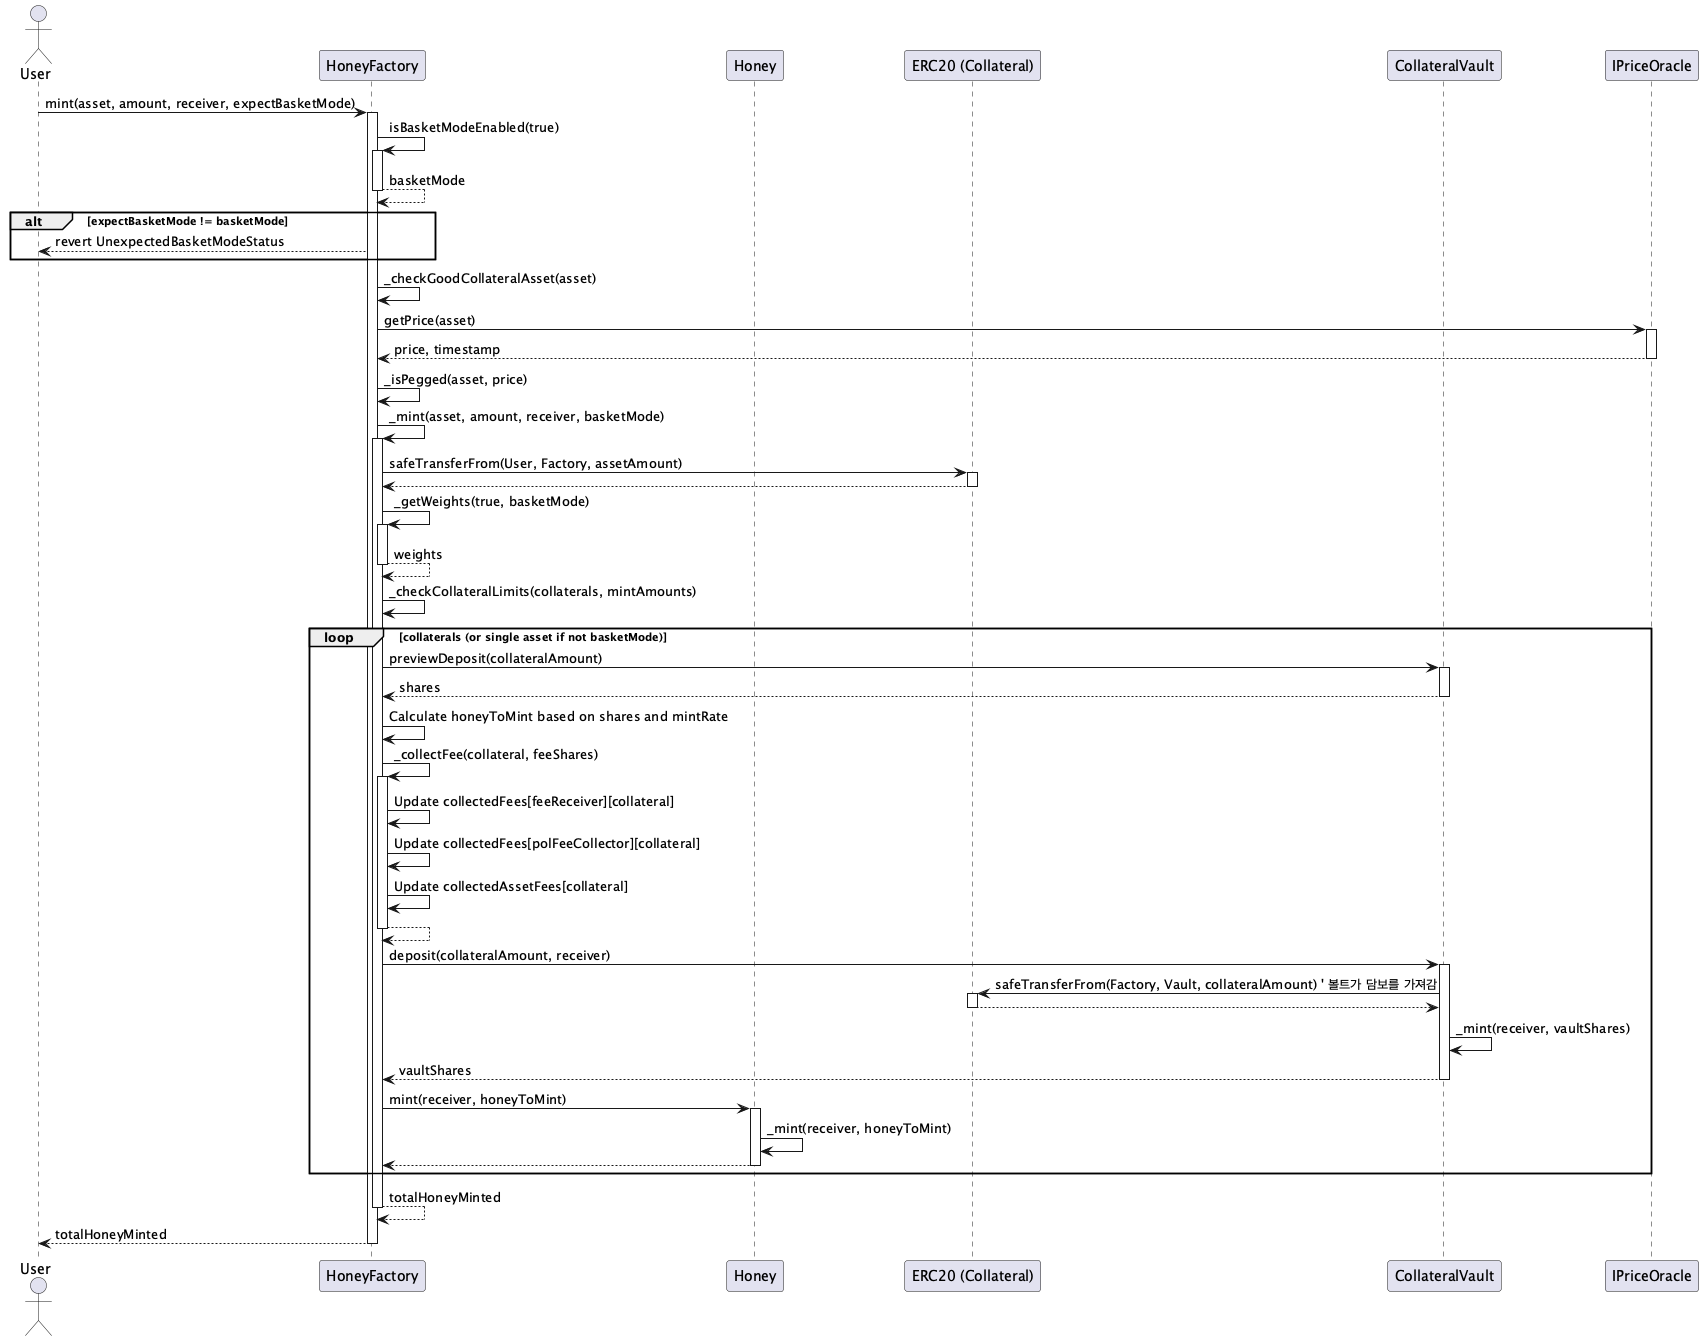 User
HoneyFactory
Honey
ERC20 (Collateral)
CollateralVault
IPriceOracle
mint(asset, amount, receiver, expectBasketMode)
isBasketModeEnabled(true)
basketMode
alt
[expectBasketMode != basketMode]
revert UnexpectedBasketModeStatus
_checkGoodCollateralAsset(asset)
getPrice(asset)
price, timestamp
_isPegged(asset, price)
_mint(asset, amount, receiver, basketMode)
safeTransferFrom(User, Factory, assetAmount)
_getWeights(true, basketMode)
weights
_checkCollateralLimits(collaterals, mintAmounts)
loop
[collaterals (or single asset if not basketMode)]
previewDeposit(collateralAmount)
shares
Calculate honeyToMint based on shares and mintRate
_collectFee(collateral, feeShares)
Update collectedFees[feeReceiver][collateral]
Update collectedFees[polFeeCollector][collateral]
Update collectedAssetFees[collateral]
deposit(collateralAmount, receiver)
safeTransferFrom(Factory, Vault, collateralAmount) ' 볼트가 담보를 가져감
_mint(receiver, vaultShares)
vaultShares
mint(receiver, honeyToMint)
_mint(receiver, honeyToMint)
totalHoneyMinted
totalHoneyMinted
User
HoneyFactory
Honey
ERC20 (Collateral)
CollateralVault
IPriceOracle